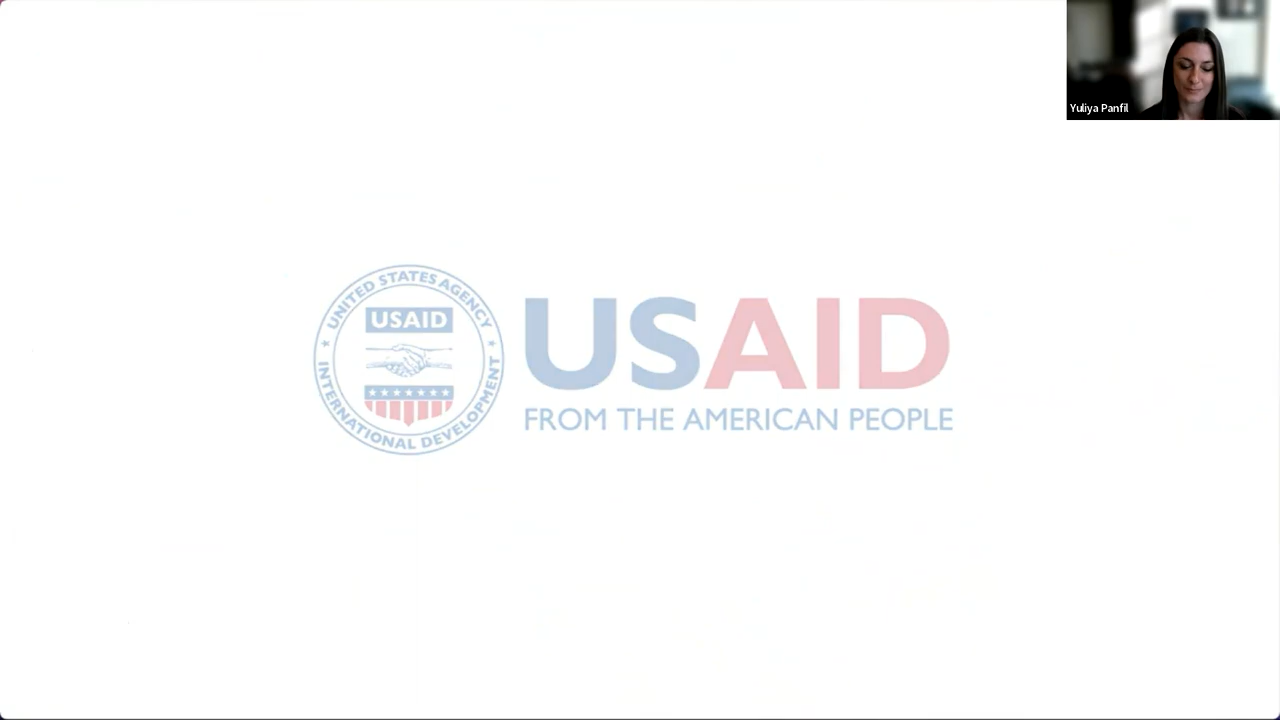 Yuliya Panfil
UNITED STATES AGENCY
USAID
INTERNATIONAL DEVELOPMENT
USAID
FROM THE AMERICAN PEOPLE